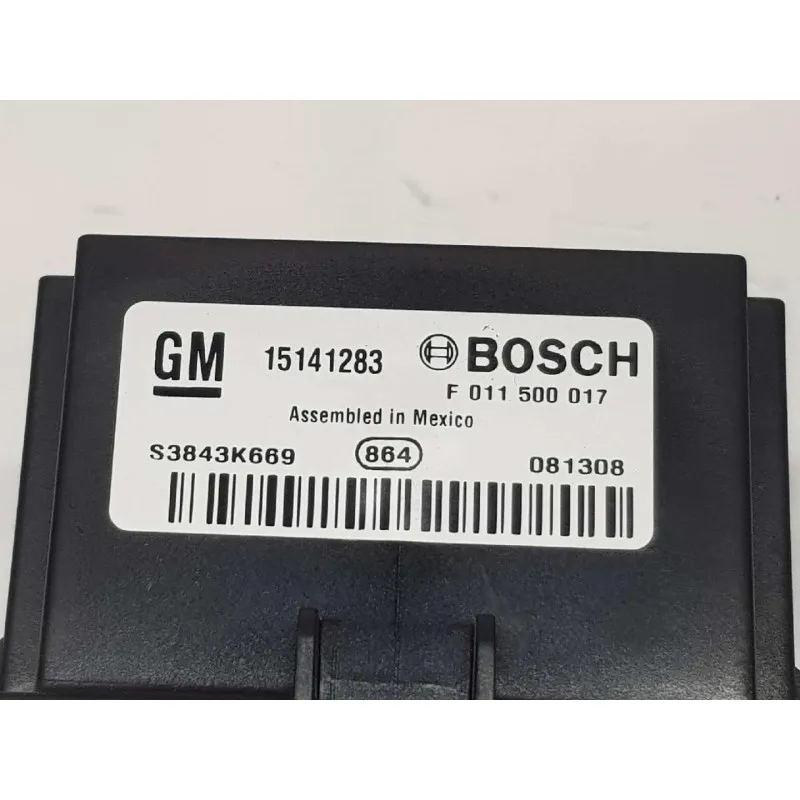 GM 15141283 BOSCH
F 011 500 017
Assembled in Mexico
S3843K669 864 081308